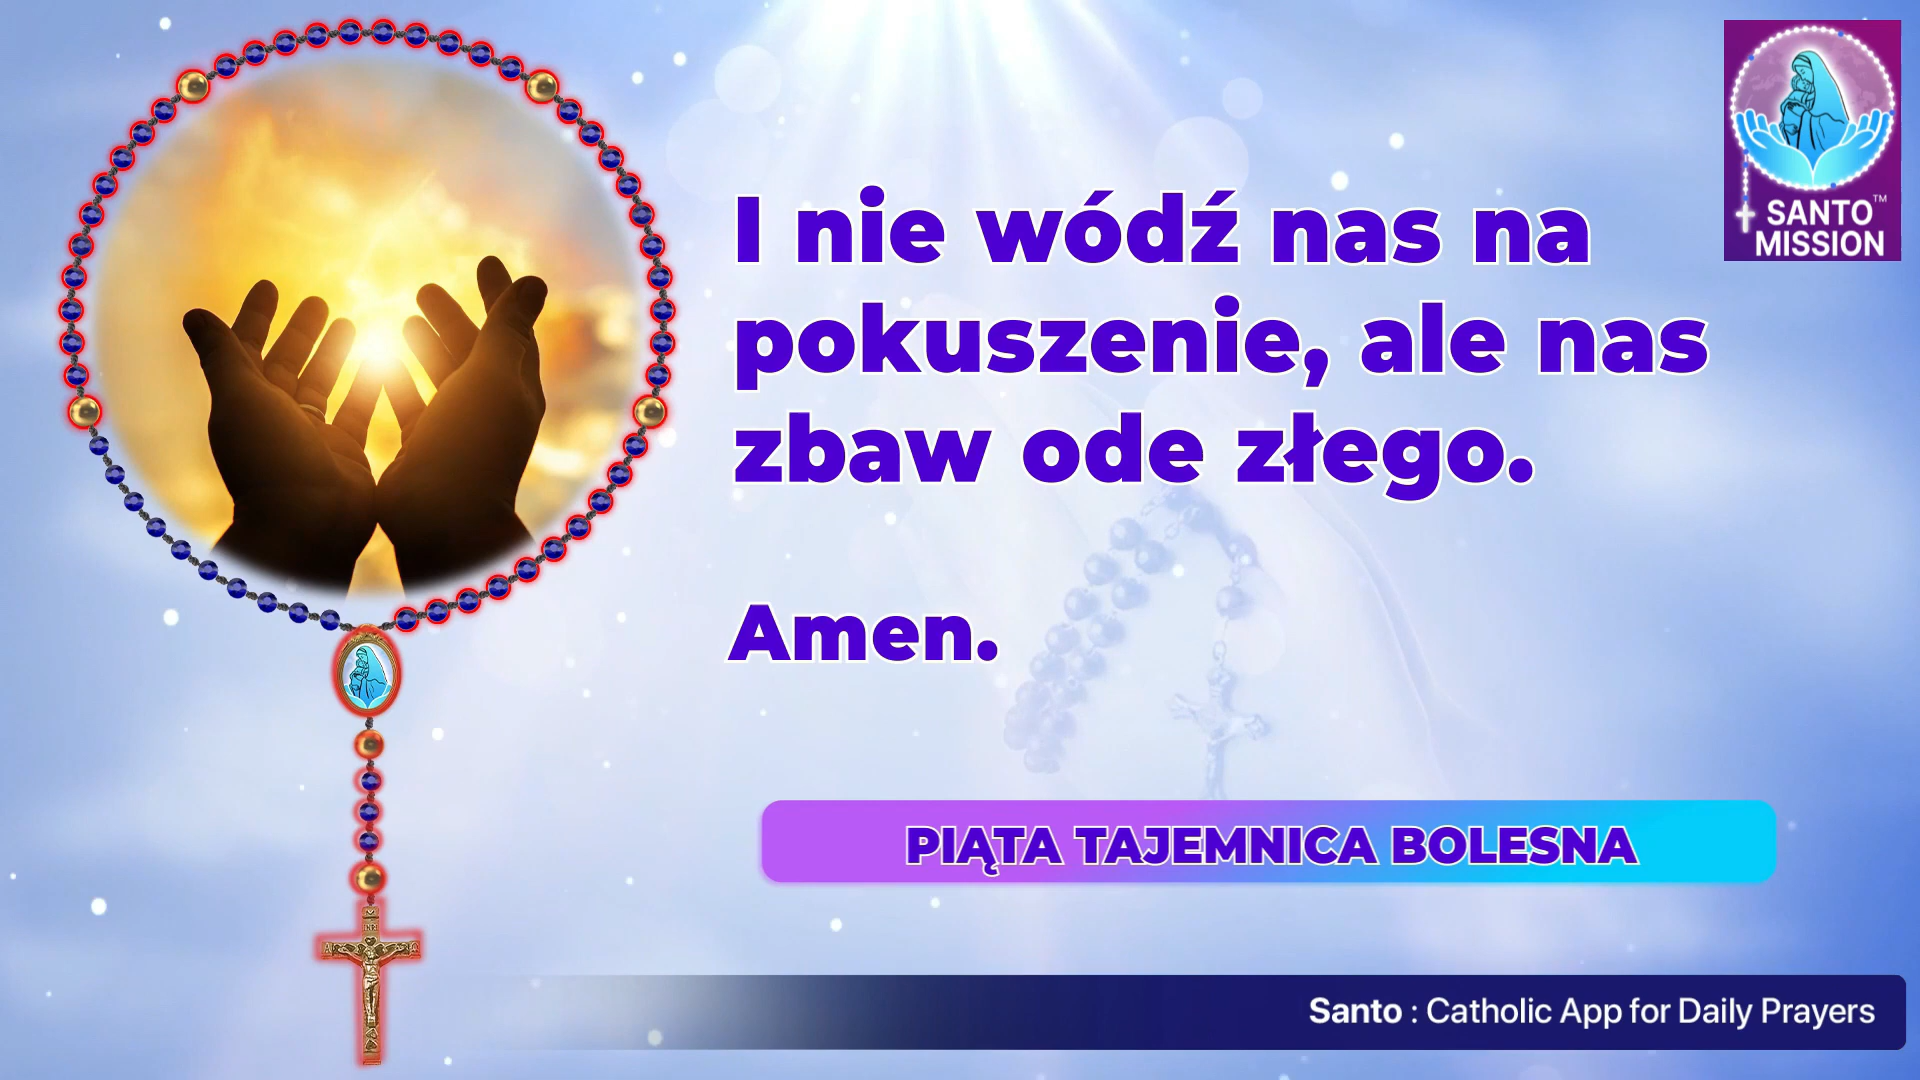 SANTO™
MISSION
I nie wódź nas na
pokuszenie, ale nas
zbaw ode złego.
Amen.
PIĄTA TAJEMNICA BOLESNA
INRI
Santo : Catholic App for Daily Prayers